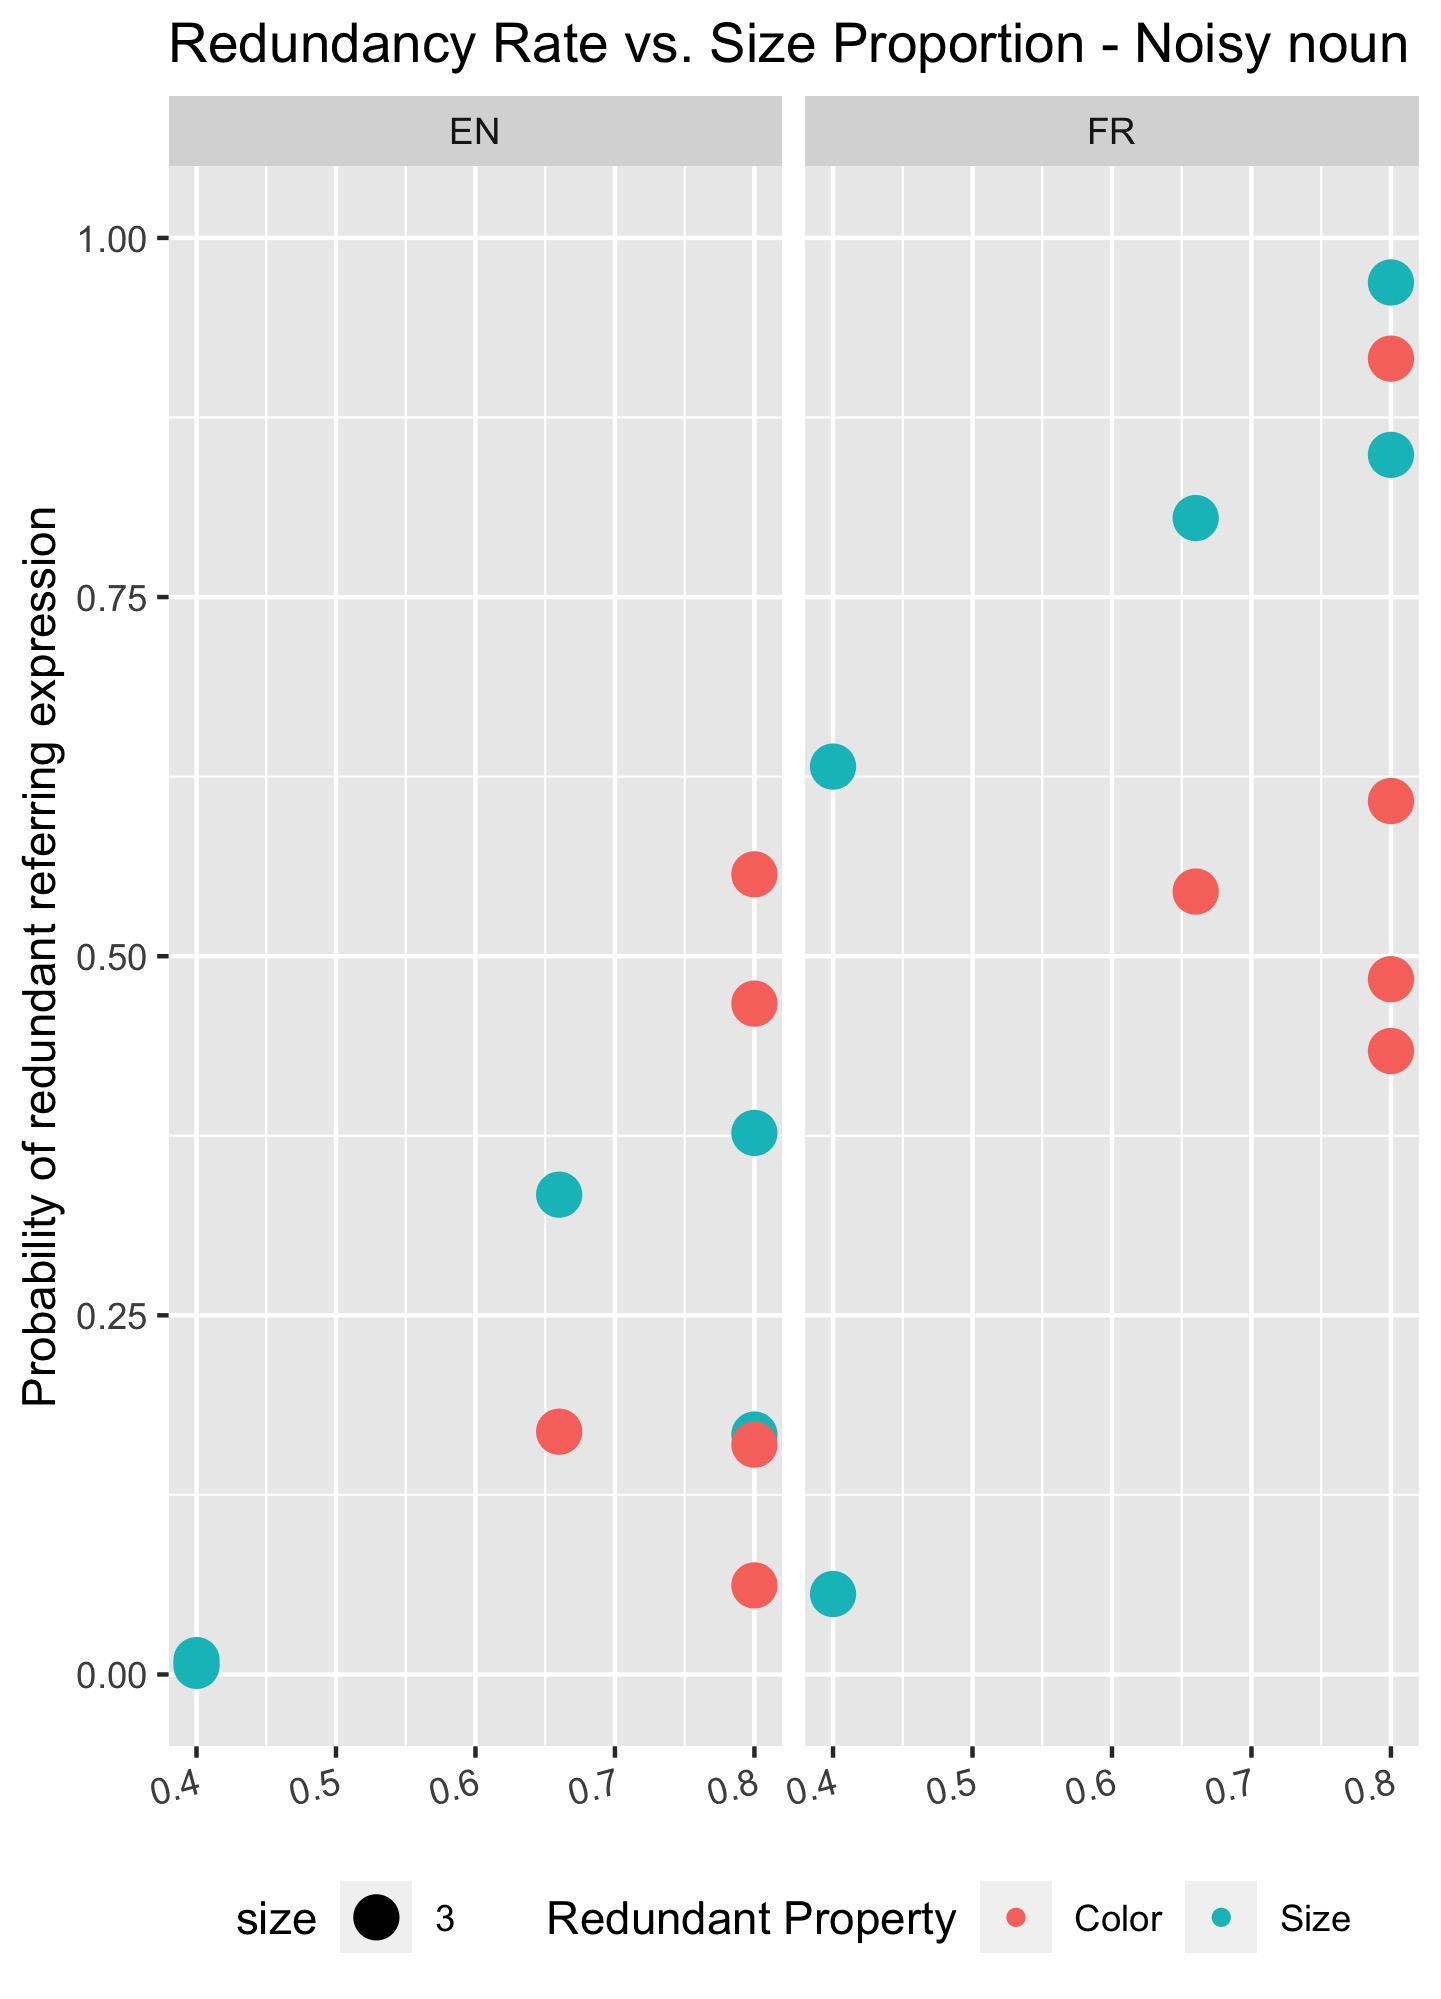 Redundancy Rate vs. Size Proportion - Noisy noun
EN
FR
Probability of redundant referring expression
1.00
0.75
0.50
0.25
0.00
0.4 0.5 0.6 0.7 0.8
0.4 0.5 0.6 0.7 0.8
size 3 Redundant Property Color Size